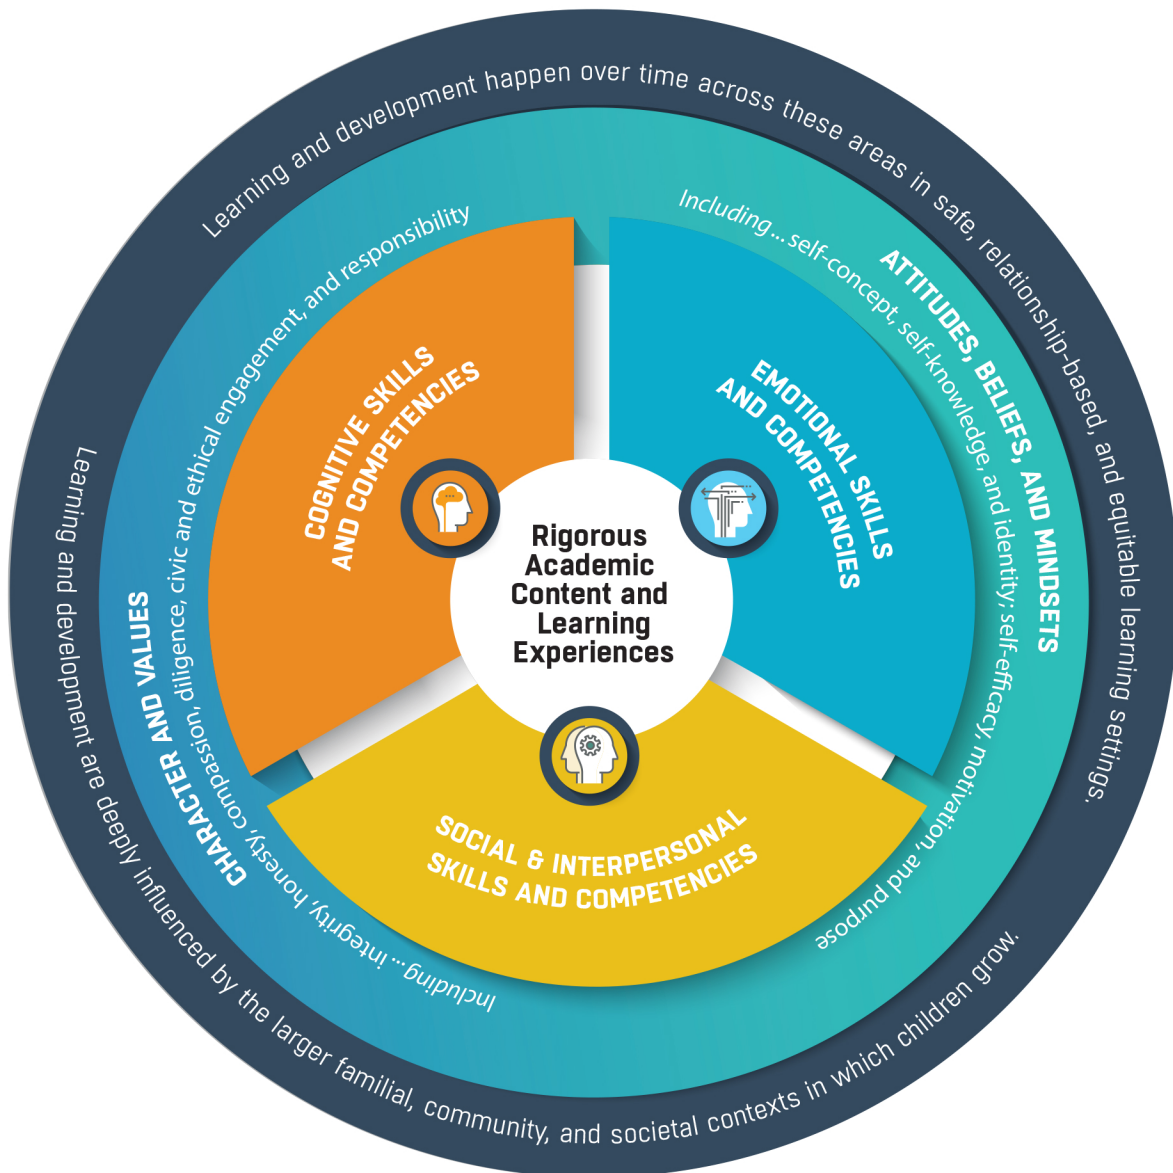 Learning and development happen over time across these areas in safe, relationship-based, and equitable learning settings.
Including... self-concept, self-knowledge, and identity; self-efficacy, motivation, and purpose
ATTITUDES, BELIEFS, AND MINDSETS
Including... integrity, honesty, compassion, diligence, civic and ethical engagement, and responsibility
CHARACTER AND VALUES
COGNITIVE SKILLS
AND COMPETENCIES
EMOTIONAL SKILLS
AND COMPETENCIES
Rigorous
Academic
Content and
Learning
Experiences
SOCIAL & INTERPERSONAL
SKILLS AND COMPETENCIES
Learning and development are deeply influenced by the larger familial, community, and societal contexts in which children grow.